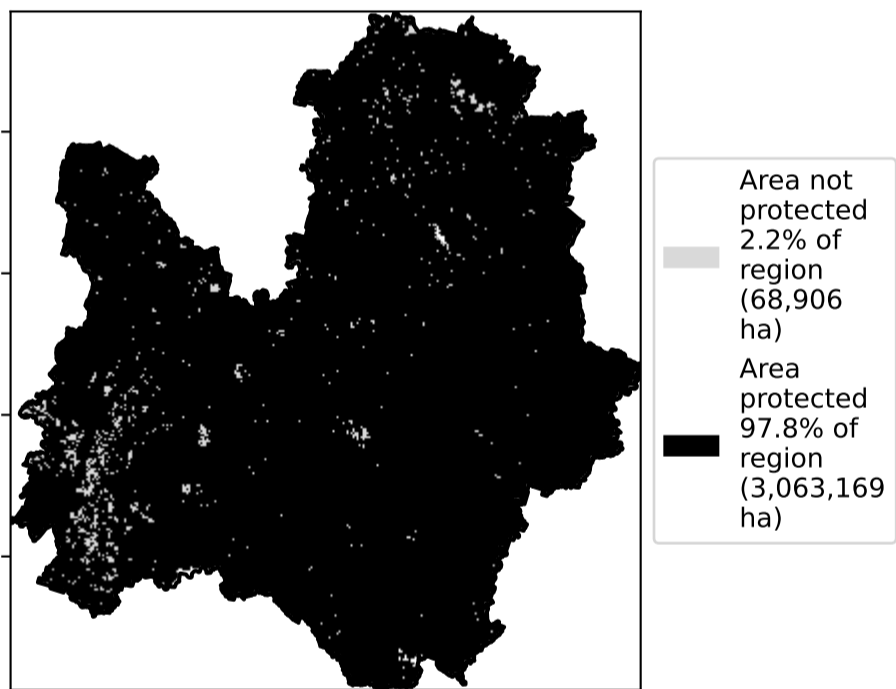 Area not
protected
2.2% of
region
(68,906
ha)
Area
protected
97.8% of
region
(3,063,169
ha)